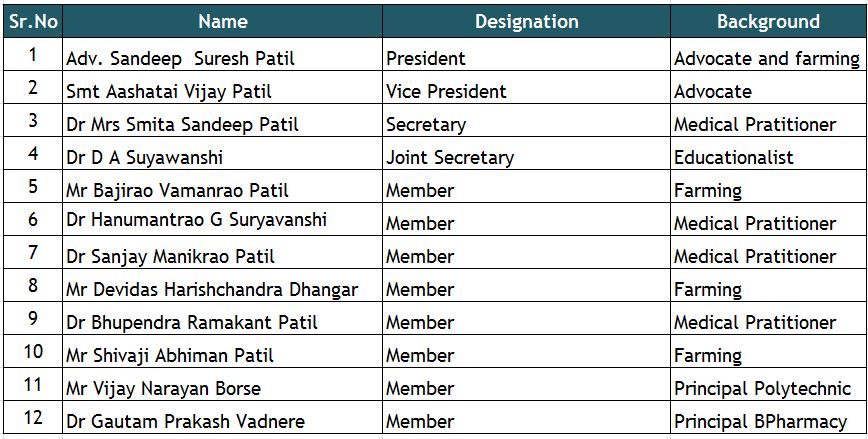 Sr.No Name Designation Background
1 Adv. Sandeep Suresh Patil President Advocate and farming
2 Smt Aashatai Vijay Patil Vice President Advocate
3 Dr Mrs Smita Sandeep Patil Secretary Medical Pratitioner
4 Dr D A Suyawanshi Joint Secretary Educationalist
5 Mr Bajirao Vamanrao Patil Member Farming
6 Dr Hanumantrao G Suryavanshi Member Medical Pratitioner
7 Dr Sanjay Manikrao Patil Member Medical Pratitioner
8 Mr Devidas Harishchandra Dhangar Member Farming
9 Dr Bhupendra Ramakant Patil Member Medical Pratitioner
10 Mr Shivaji Abhiman Patil Member Farming
11 Mr Vijay Narayan Borse Member Principal Polytechnic
12 Dr Gautam Prakash Vadnere Member Principal BPharmacy